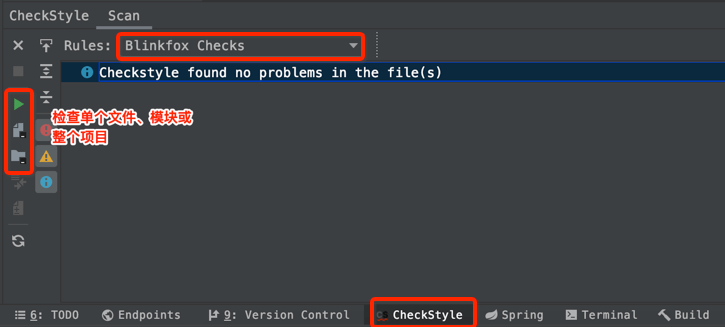 CheckStyle Scan
Rules: Blinkfox Checks
Checkstyle found no problems in the file(s)
检查单个文件、模块或
整个项目
6: TODO Endpoints 9: Version Control CheckStyle Spring Terminal Build